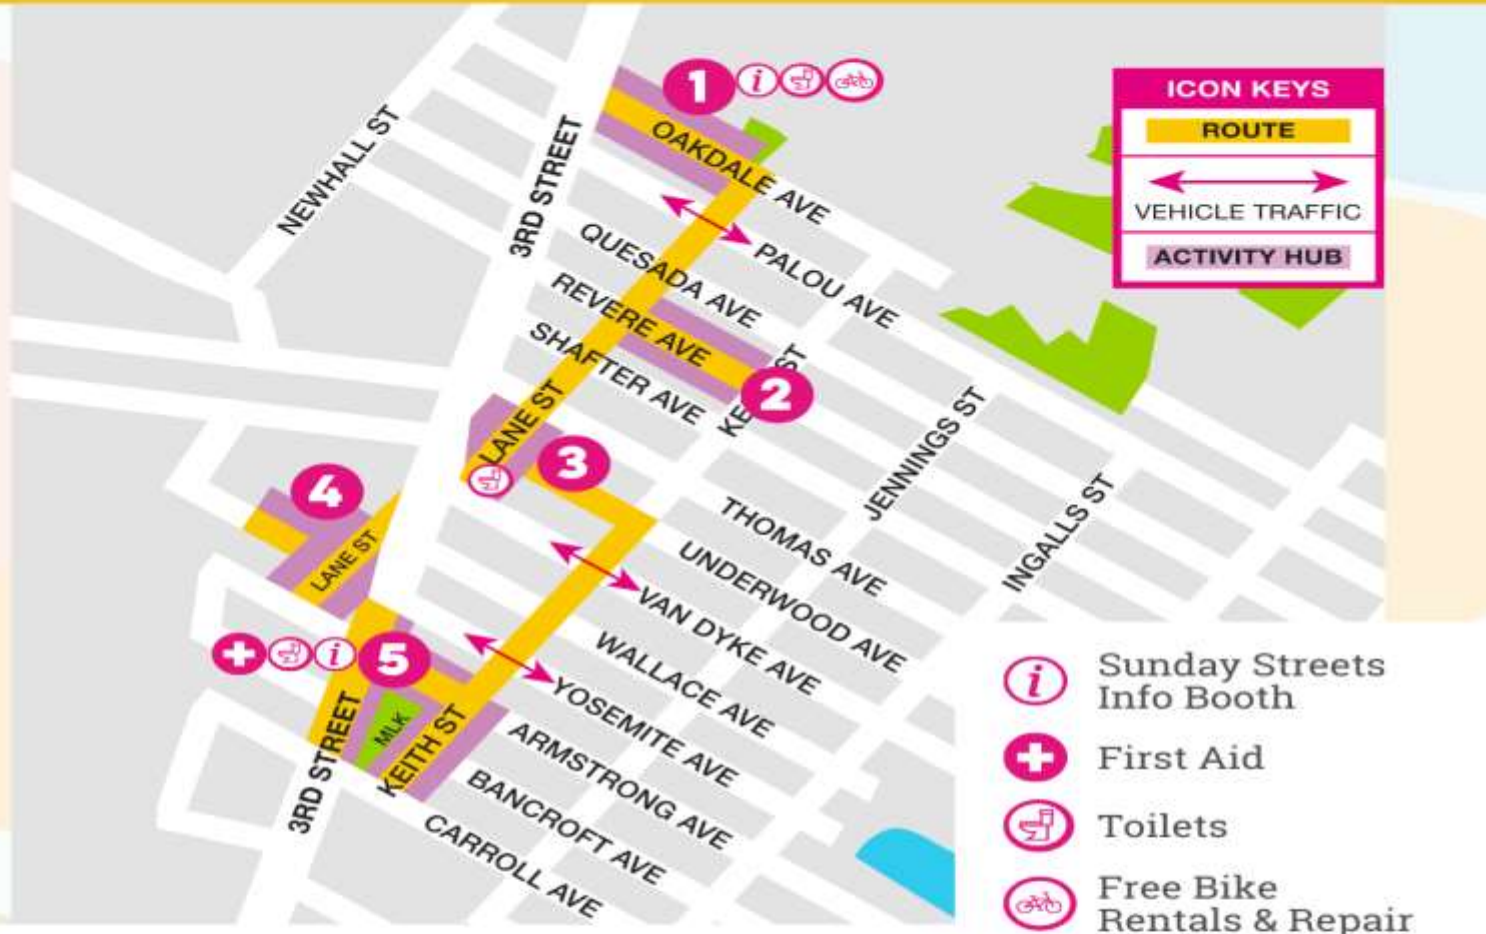 1
i
OAKDALE AVE
NEWHALL ST
3RD STREET
QUESADA AVE
PALOU AVE
REVERE AVE
SHAFTER AVE
2
ST
KE
LANE ST
3
4
LANE ST
JENNINGS ST
INGALLS ST
THOMAS AVE
UNDERWOOD AVE
VAN DYKE AVE
WALLACE AVE
YOSEMITE AVE
i
5
MLK
KEITH ST
3RD STREET
ARMSTRONG AVE
BANCROFT AVE
CARROLL AVE
ICON KEYS
ROUTE
VEHICLE TRAFFIC
ACTIVITY HUB
i
Sunday Streets
Info Booth
First Aid
Toilets
Free Bike
Rentals & Repair